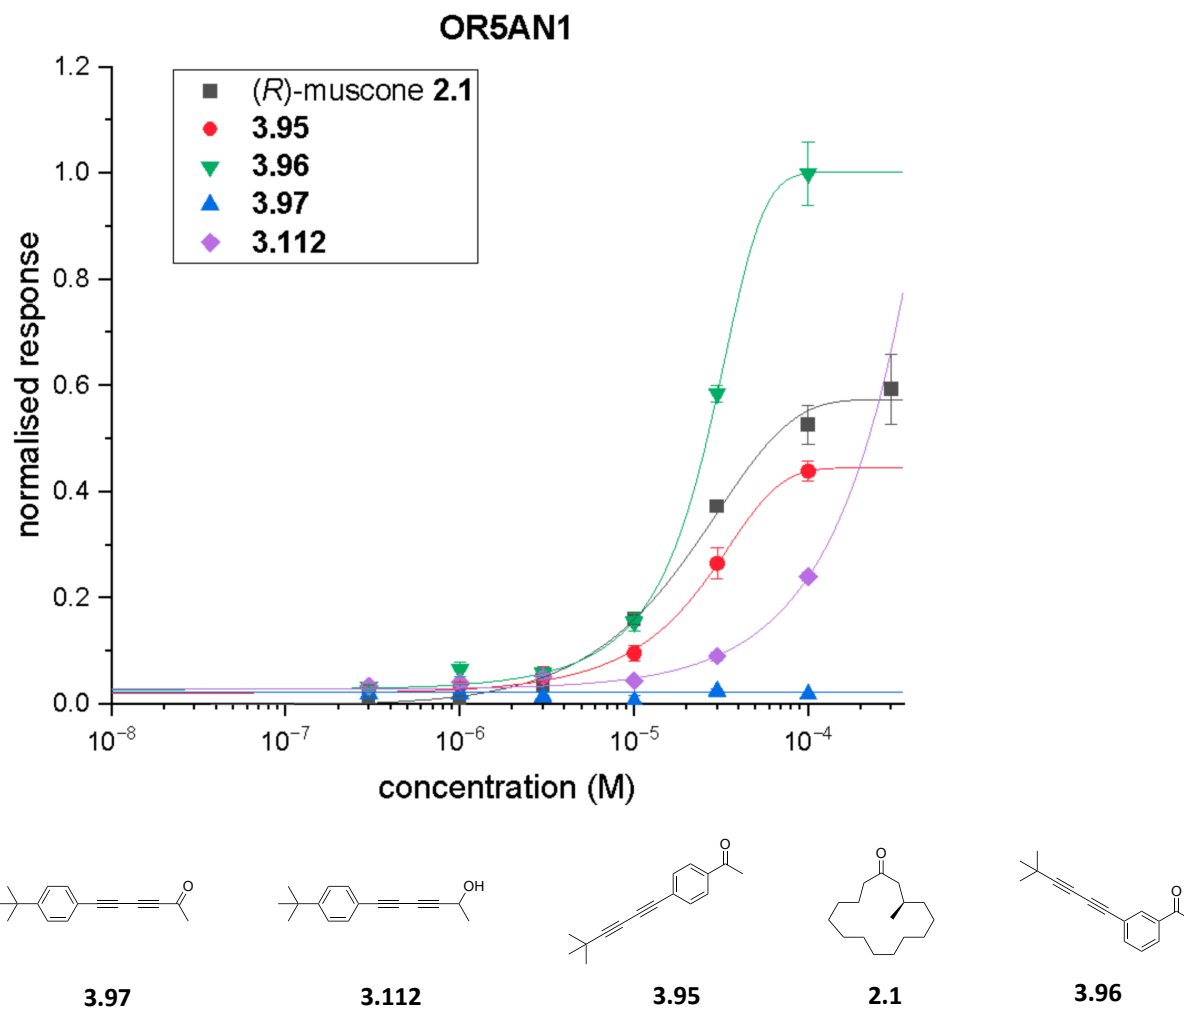 OR5AN1
1.2
(R)-muscone 2.1
3.95
1.0
3.96
3.97
3.112
0.8
normalised response
0.6
0.4
0.2
0.0
10⁻⁸ 10⁻⁷ 10⁻⁶ 10⁻⁵ 10⁻⁴
concentration (M)
O O O
O OH
3.97 3.112 3.95 2.1 3.96